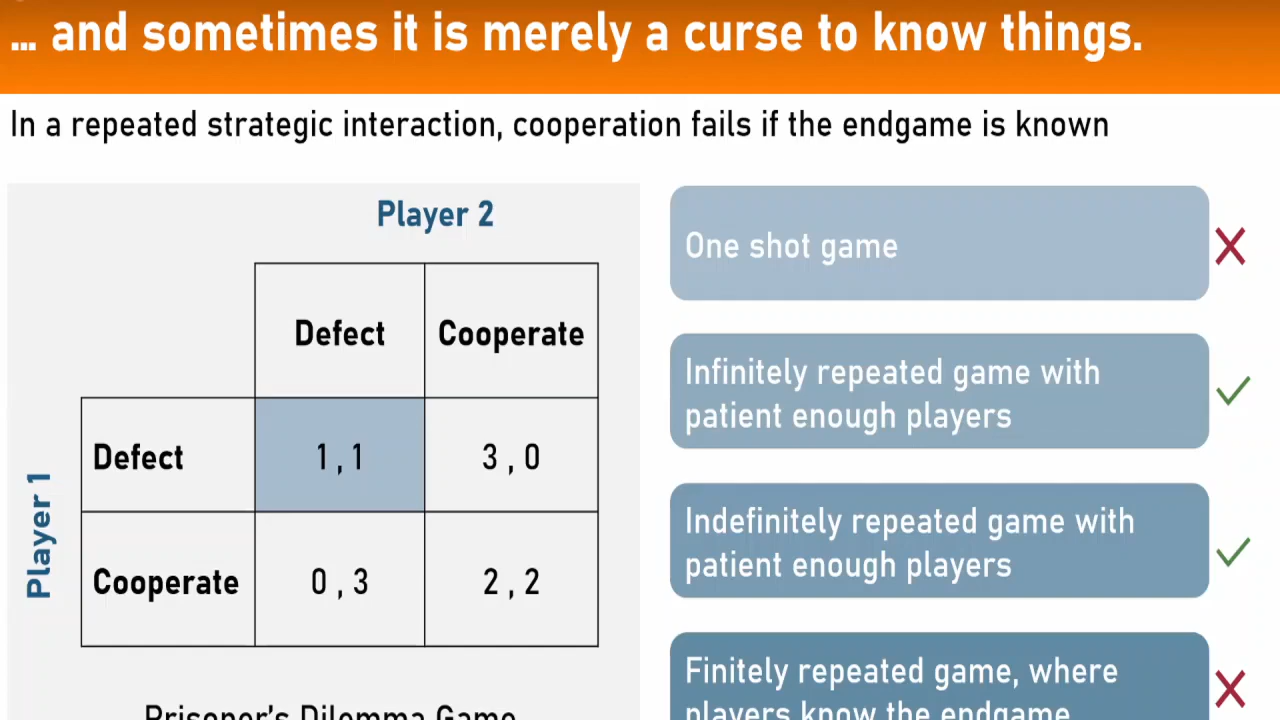 ... and sometimes it is merely a curse to know things.
In a repeated strategic interaction, cooperation fails if the endgame is known
Player 2
Defect Cooperate
Player 1
Defect 1 , 1 3 , 0
Cooperate 0 , 3 2 , 2
Prisoner's Dilemma Game
One shot game
Infinitely repeated game with
patient enough players
Indefinitely repeated game with
patient enough players
Finitely repeated game, where
players know the endgame